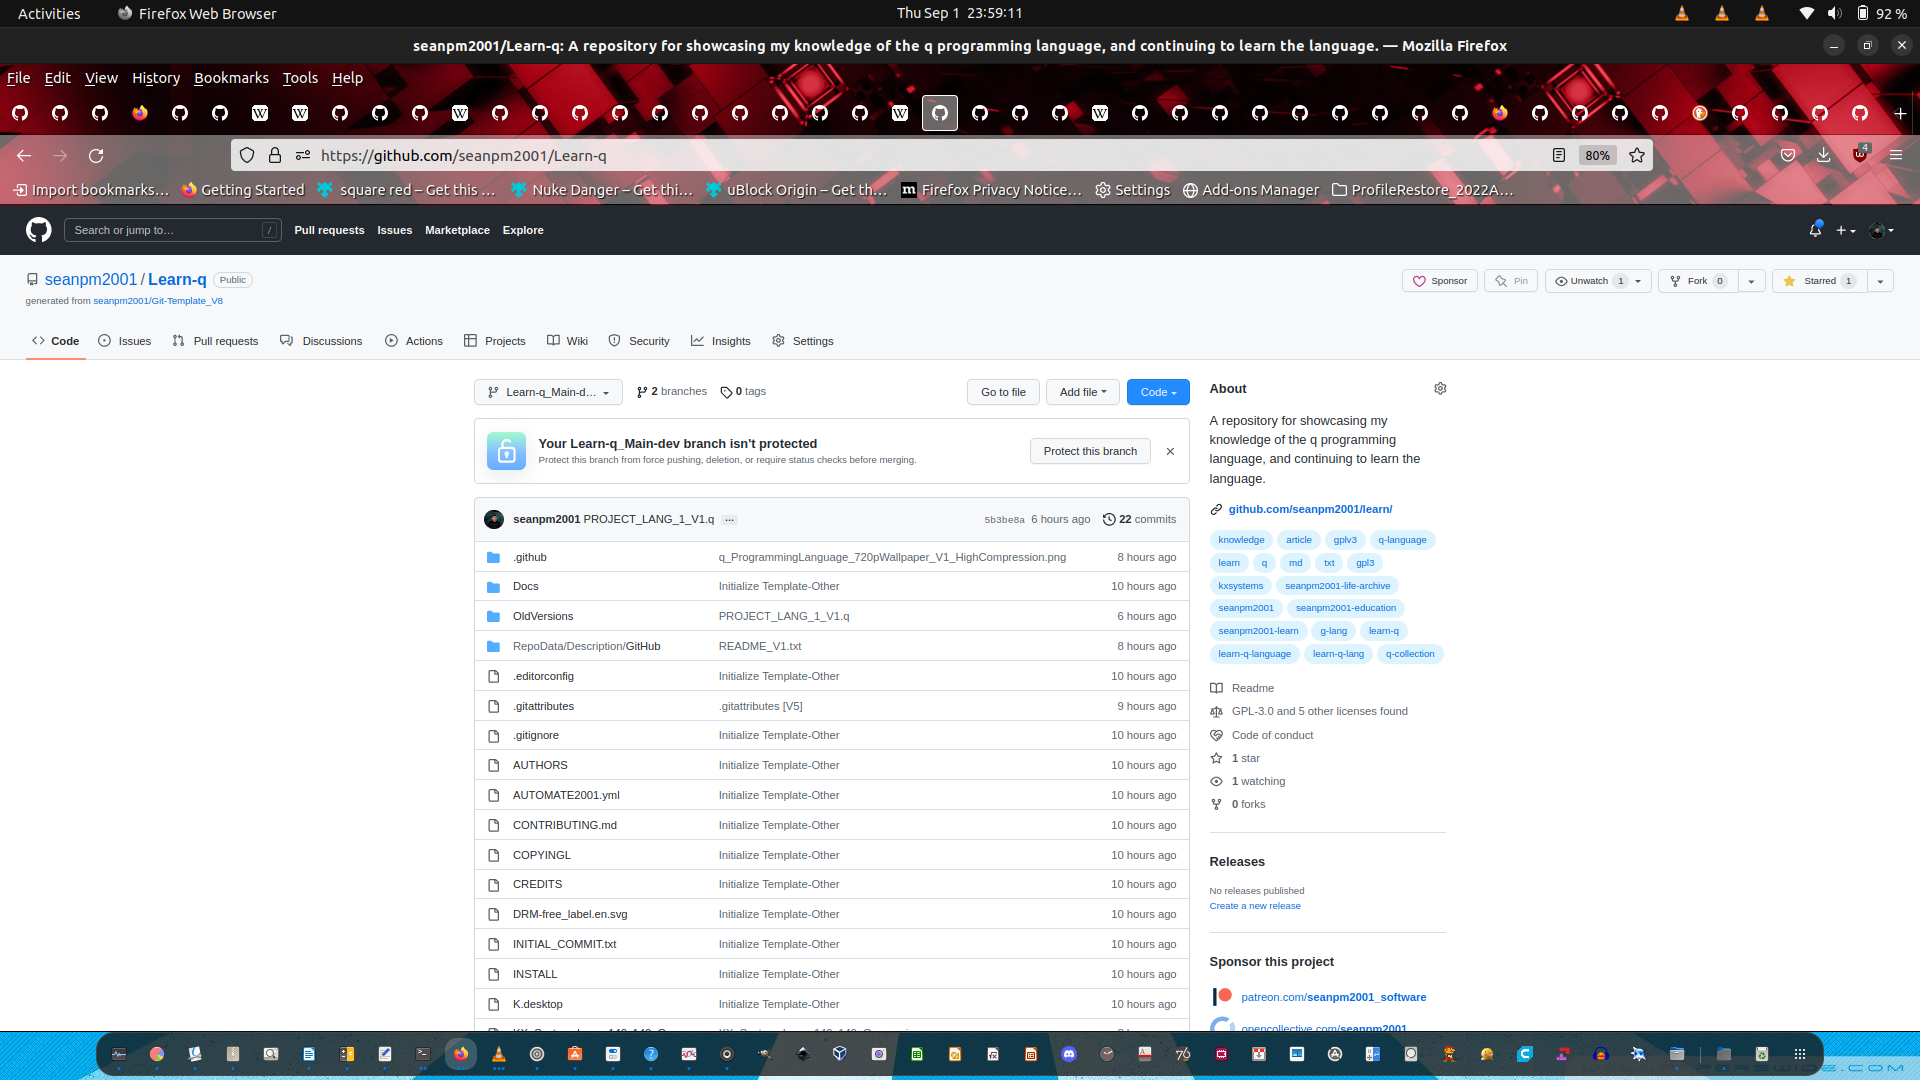 Activities Firefox Web Browser Thu Sep 1 23:59:11 92 %
seanpm2001/Learn-q: A repository for showcasing my knowledge of the q programming language, and continuing to learn the language. — Mozilla Firefox
File Edit View History Bookmarks Tools Help
https://github.com/seanpm2001/Learn-q 80% 4
Import bookmarks… Getting Started square red – Get this … Nuke Danger – Get thi… uBlock Origin – Get th… Firefox Privacy Notice… Settings Add-ons Manager ProfileRestore_2022A…
Search or jump to… / Pull requests Issues Marketplace Explore
seanpm2001 / Learn-q Public Sponsor Pin Unwatch 1 Fork 0 Starred 1
generated from seanpm2001/Git-Template_V8
Code Issues Pull requests Discussions Actions Projects Wiki Security Insights Settings
Learn-q_Main-d… 2 branches 0 tags Go to file Add file Code
Your Learn-q_Main-dev branch isn't protected
Protect this branch from force pushing, deletion, or require status checks before merging.
Protect this branch
seanpm2001 PROJECT_LANG_1_V1.q … 5b3be8a 6 hours ago 22 commits
.github q_ProgrammingLanguage_720pWallpaper_V1_HighCompression.png 8 hours ago
Docs Initialize Template-Other 10 hours ago
OldVersions PROJECT_LANG_1_V1.q 6 hours ago
RepoData/Description/GitHub README_V1.txt 8 hours ago
.editorconfig Initialize Template-Other 10 hours ago
.gitattributes .gitattributes [V5] 9 hours ago
.gitignore Initialize Template-Other 10 hours ago
AUTHORS Initialize Template-Other 10 hours ago
AUTOMATE2001.yml Initialize Template-Other 10 hours ago
CONTRIBUTING.md Initialize Template-Other 10 hours ago
COPYINGL Initialize Template-Other 10 hours ago
CREDITS Initialize Template-Other 10 hours ago
DRM-free_label.en.svg Initialize Template-Other 10 hours ago
INITIAL_COMMIT.txt Initialize Template-Other 10 hours ago
INSTALL Initialize Template-Other 10 hours ago
K.desktop Initialize Template-Other 10 hours ago
About
A repository for showcasing my
knowledge of the q programming
language, and continuing to learn the
language.
github.com/seanpm2001/learn/
knowledge article gplv3 q-language
learn q md txt gpl3
kxsystems seanpm2001-life-archive
seanpm2001 seanpm2001-education
seanpm2001-learn g-lang learn-q
learn-q-language learn-q-lang q-collection
Readme
GPL-3.0 and 5 other licenses found
Code of conduct
1 star
1 watching
0 forks
Releases
No releases published
Create a new release
Sponsor this project
patreon.com/seanpm2001_software
opencollective.com/seanpm2001